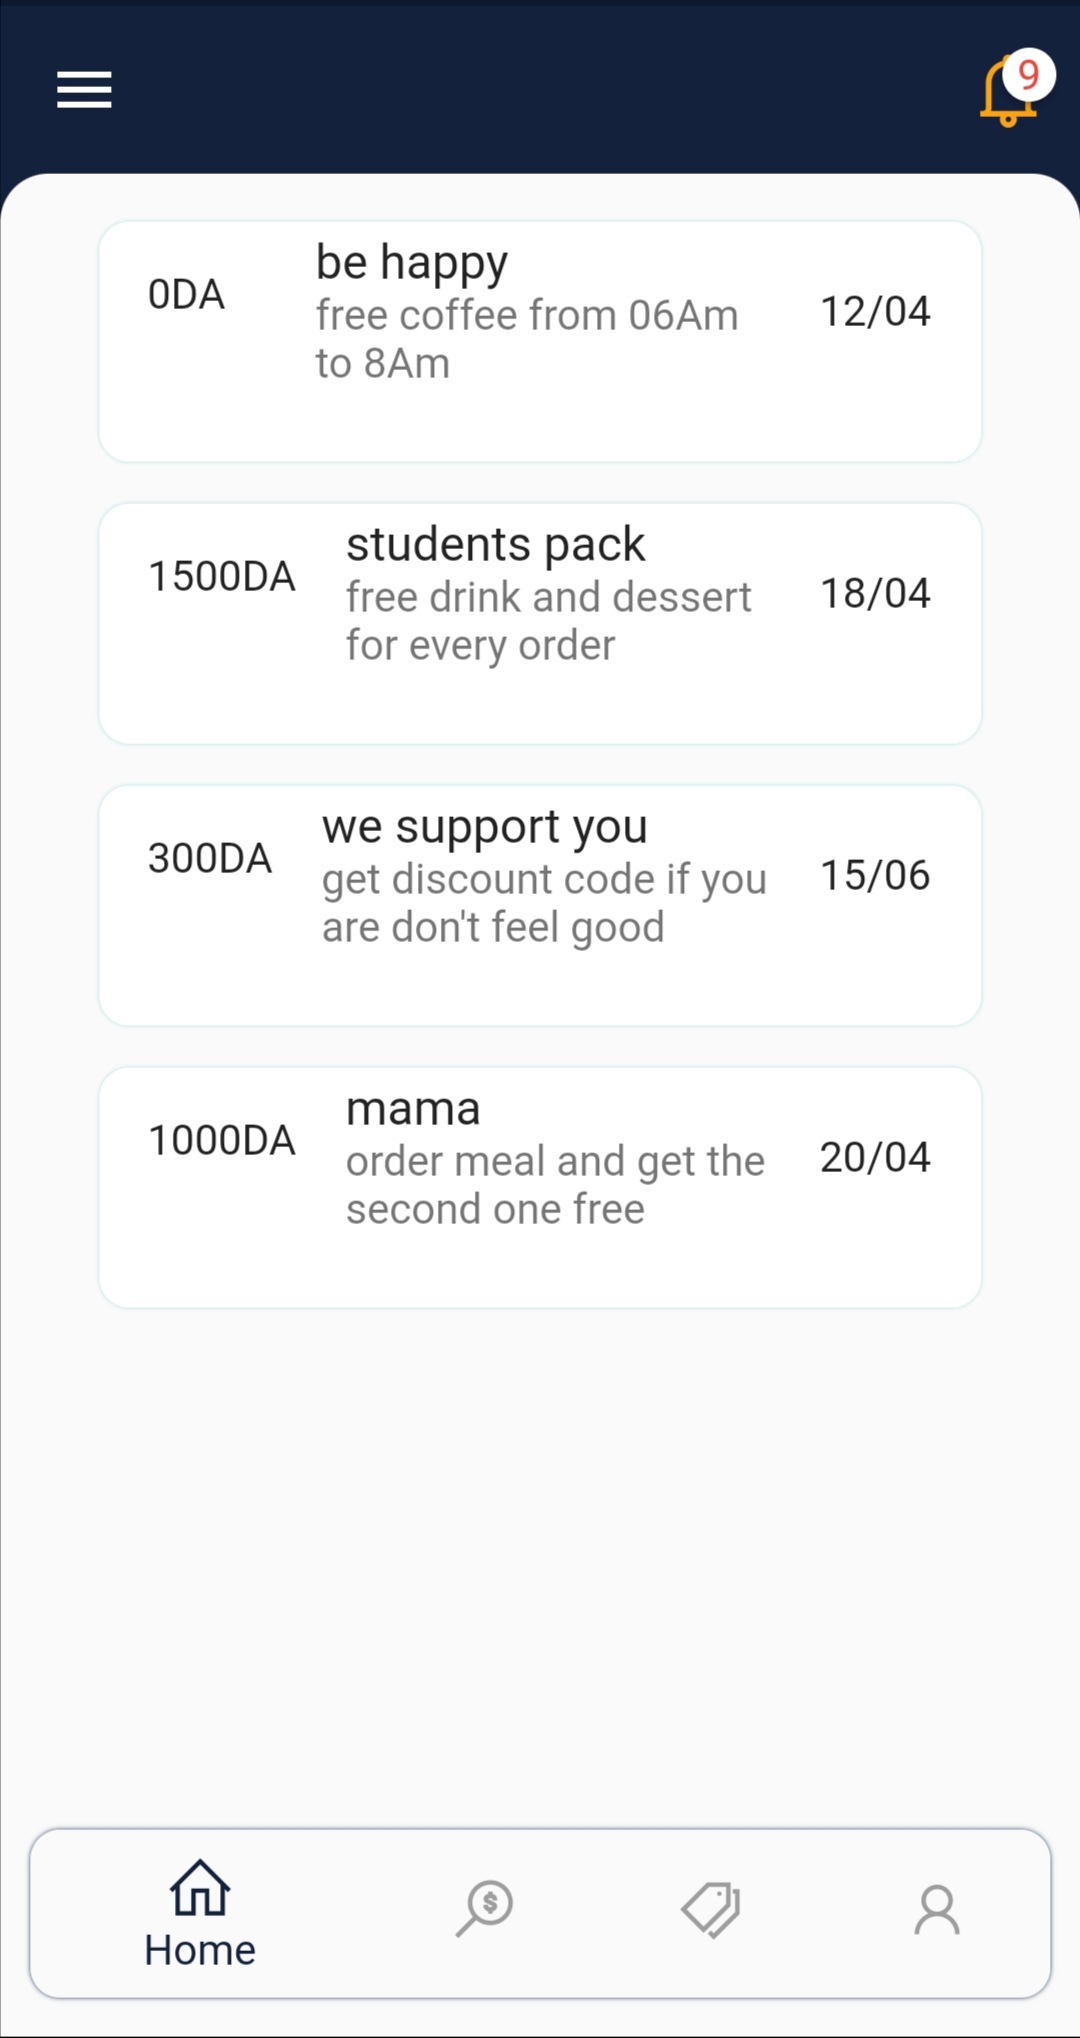 9
be happy
0DA
free coffee from 06Am
12/04
to 8Am
students pack
1500DA
free drink and dessert
18/04
for every order
we support you
300DA
get discount code if you
15/06
are don't feel good
mama
1000DA
order meal and get the
20/04
second one free
$
Home